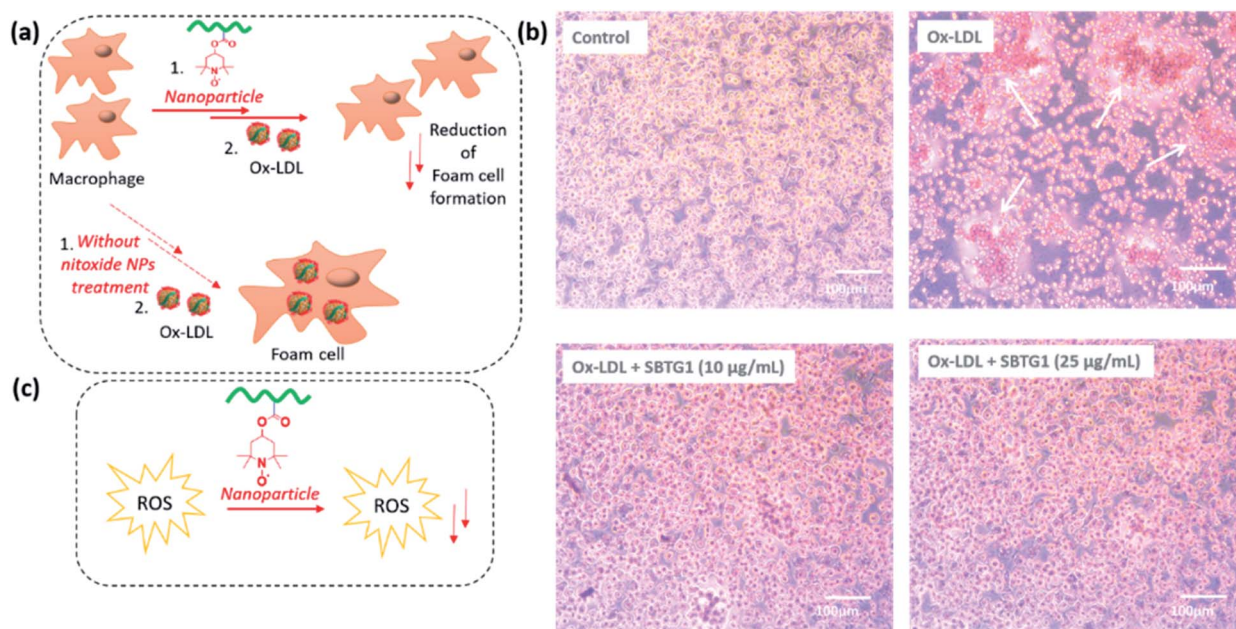 (a)
1.
O
O
N
O•
Nanoparticle
2.
Ox-LDL
Macrophage
Reduction
of
Foam cell
formation
1. Without
nitoxide NPs
treatment
2.
Ox-LDL
Foam cell
(b)
Control
100µm
Ox-LDL
100µm
Ox-LDL + SBTG1 (10 µg/mL)
100µm
Ox-LDL + SBTG1 (25 µg/mL)
100µm
(c)
O
O
N
O•
ROS
Nanoparticle
ROS